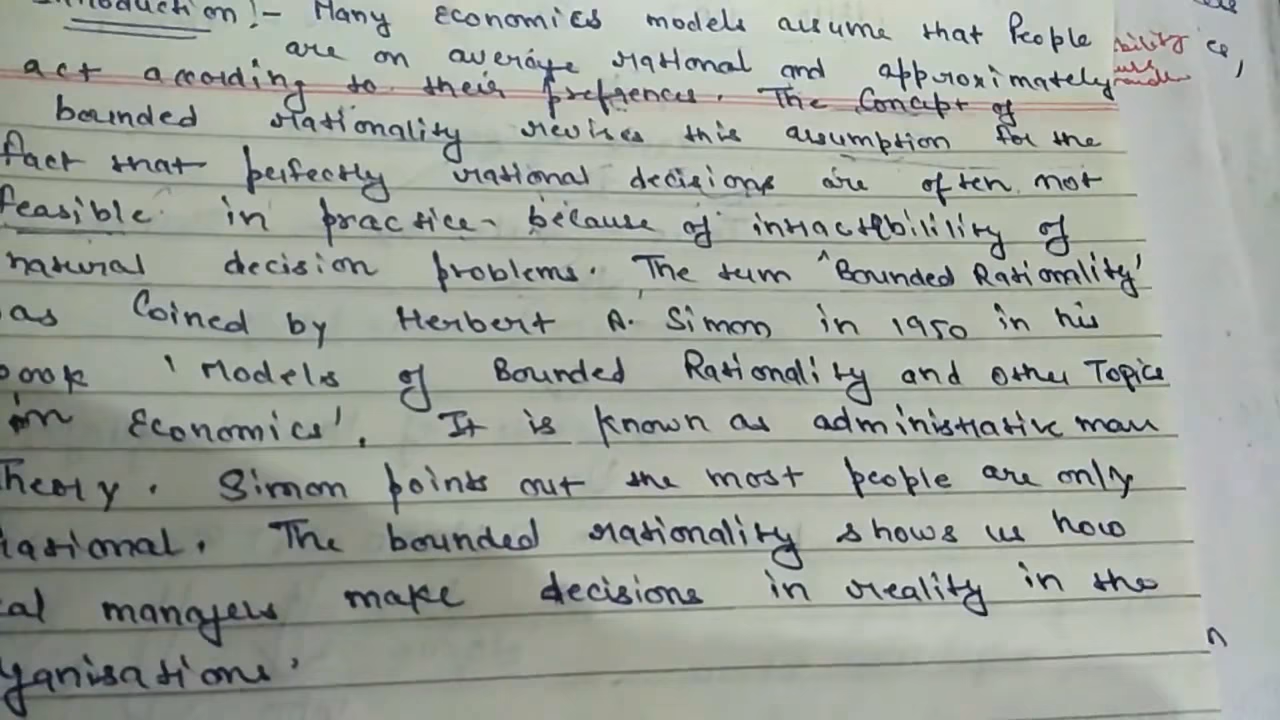 Introduction :- Many Economics models assume that People
are on average rational and approximately
act according to their prefrences. The Concept of
bounded rationality revises this assumption for the
fact that perfectly rational decisions are often not
feasible in practice because of intractibilility of
natural decision problems. The term 'Bounded Rationality'
as Coined by Herbert A. Simon in 1950 in his
book 'Models of Bounded Rationality and other Topics
in Economics'. It is known as administrative man
Theory. Simon points out the most people are only
rational. The bounded rationality shows us how
al managers make decisions in reality in the
ganisations.